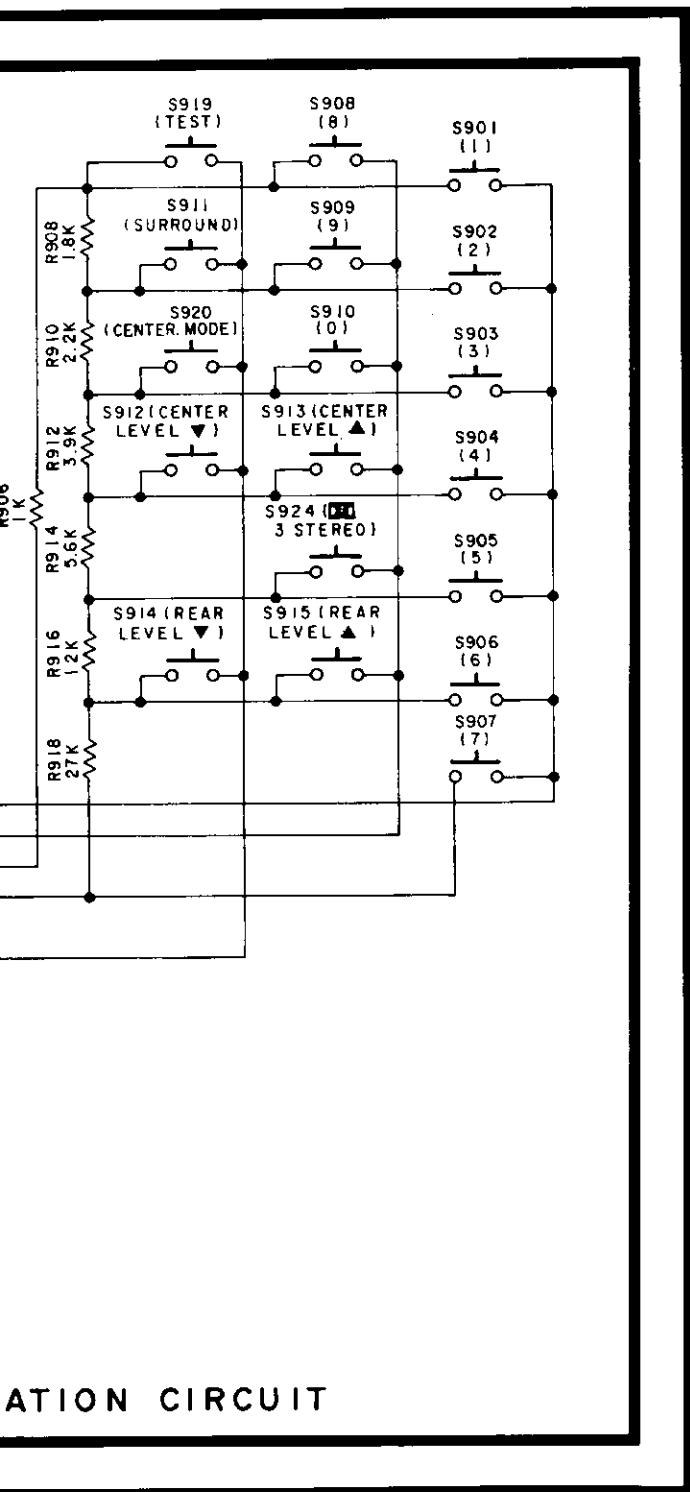 S919
(TEST)
S908
(8)
S901
(1)
R908
1.8K
S911
(SURROUND)
S909
(9)
S902
(2)
R910
2.2K
S920
(CENTER. MODE)
S910
(0)
S903
(3)
R912
3.9K
S912 (CENTER
LEVEL ▼)
S913 (CENTER
LEVEL ▲)
S904
(4)
R906
1K
R914
5.6K
S924 (
3 STEREO)
S905
(5)
R916
12K
S914 (REAR
LEVEL ▼)
S915 (REAR
LEVEL ▲)
S906
(6)
R918
27K
S907
(7)
ATION CIRCUIT